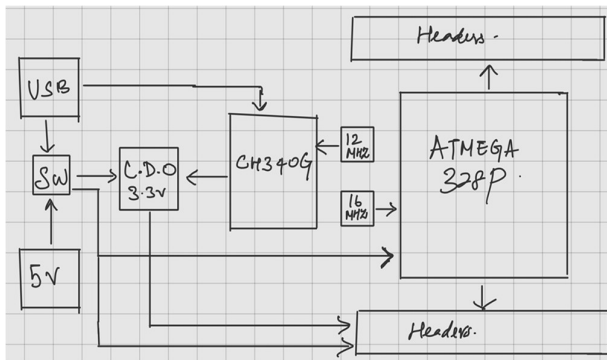 Headers.
USB
CH340G
12
MHZ
ATMEGA
328P.
SW
C.D.O
3.3V
16
MHZ
5V
Headers.